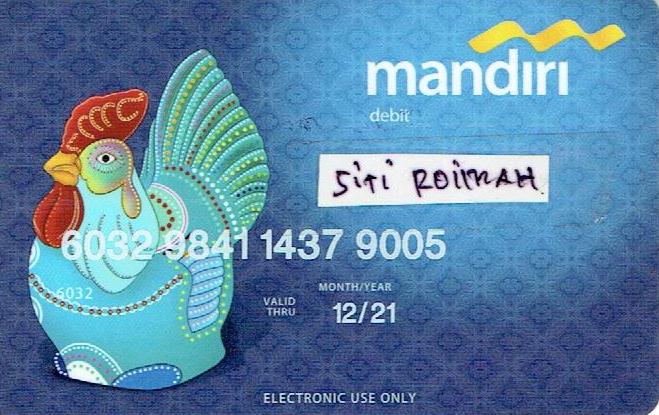 mandiri
debit
SiTi
6032 9841 1437 9005
6032
MONTH/YEAR
VALID THRU 12/21
ELECTRONIC USE ONLY